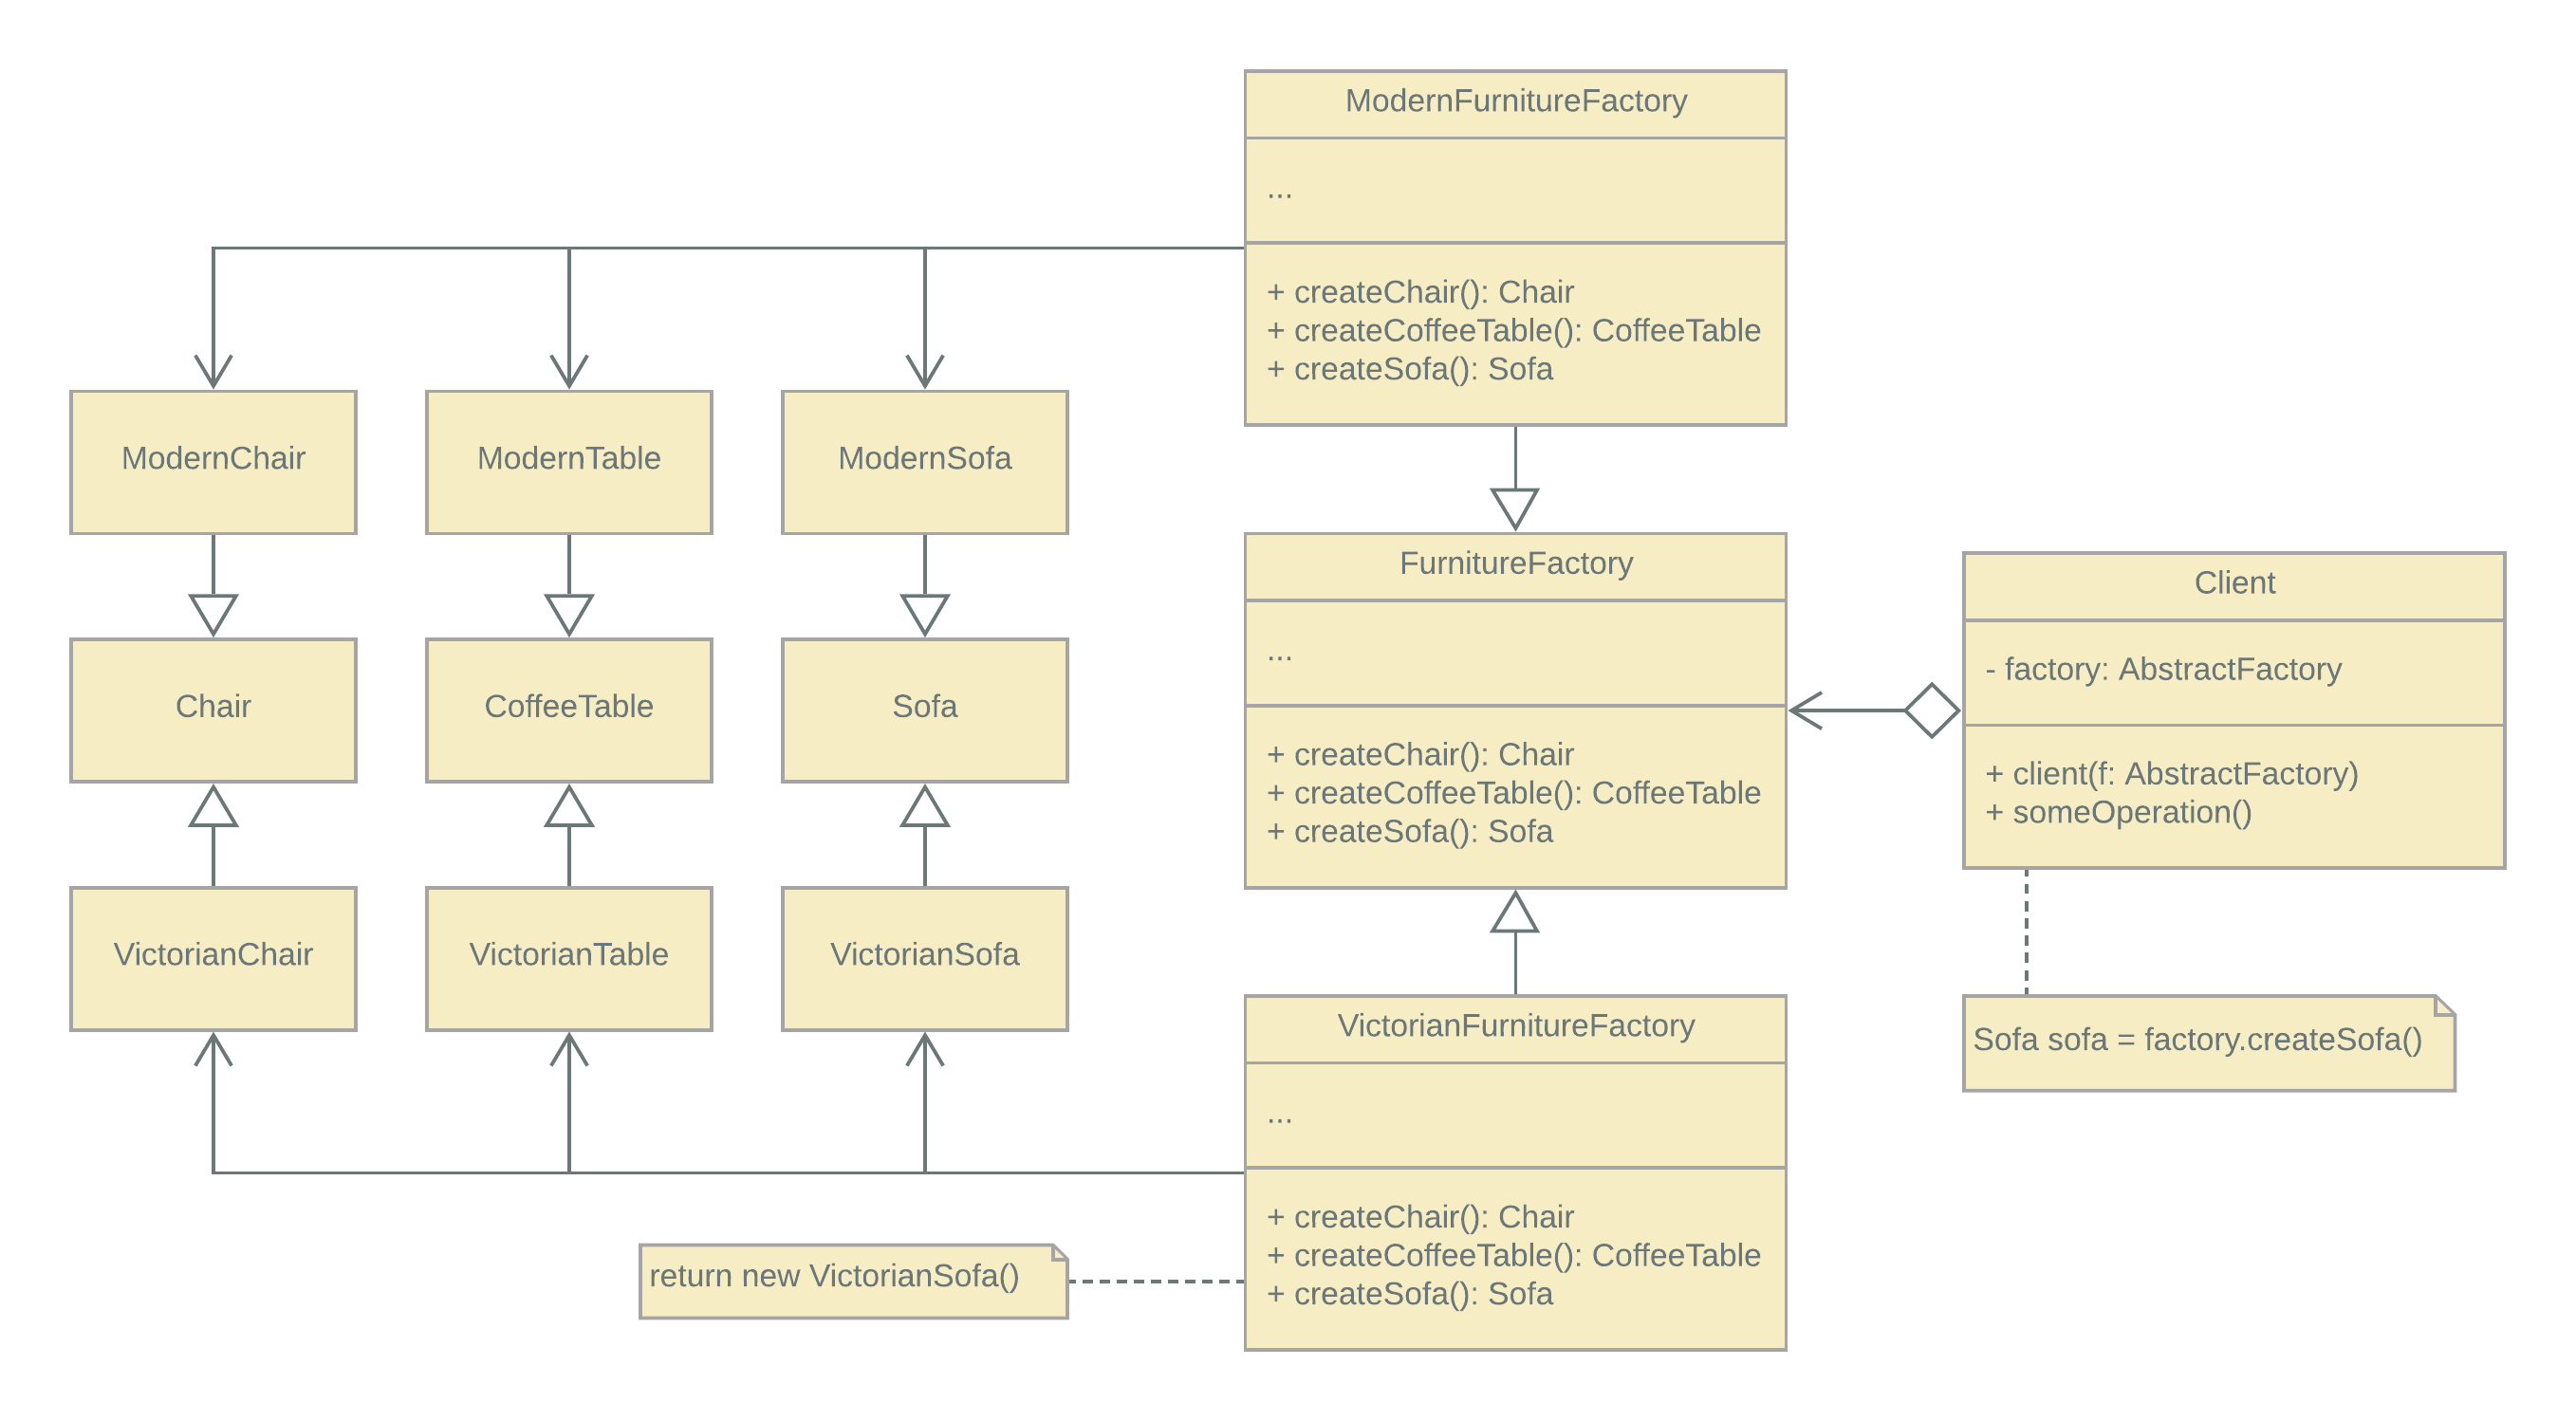 ModernFurnitureFactory
...
+ createChair(): Chair
+ createCoffeeTable(): CoffeeTable
+ createSofa(): Sofa
ModernChair
ModernTable
ModernSofa
Chair
CoffeeTable
Sofa
VictorianChair
VictorianTable
VictorianSofa
FurnitureFactory
...
+ createChair(): Chair
+ createCoffeeTable(): CoffeeTable
+ createSofa(): Sofa
Client
- factory: AbstractFactory
+ client(f: AbstractFactory)
+ someOperation()
Sofa sofa = factory.createSofa()
VictorianFurnitureFactory
...
+ createChair(): Chair
+ createCoffeeTable(): CoffeeTable
+ createSofa(): Sofa
return new VictorianSofa()